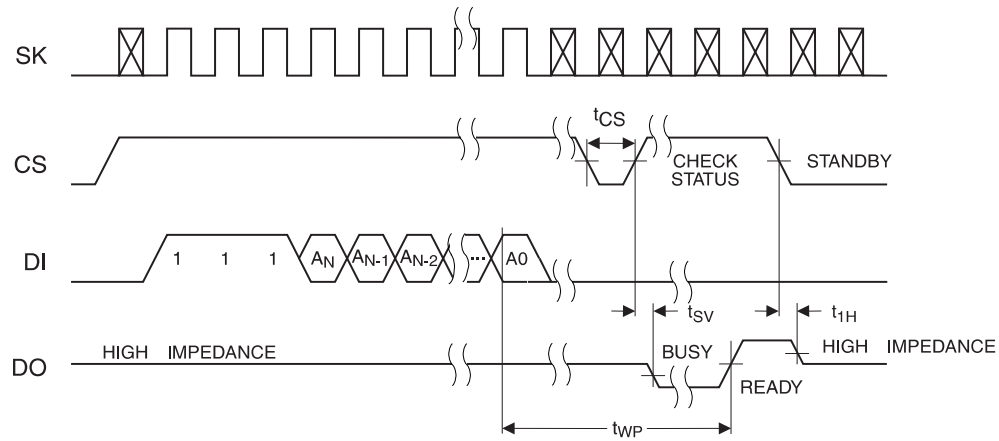 SK
tCS
CS
CHECK
STATUS
STANDBY
DI
1 1 1 AN AN-1 AN-2 ... A0
tSV
t1H
DO
HIGH IMPEDANCE
BUSY
READY
HIGH IMPEDANCE
tWP